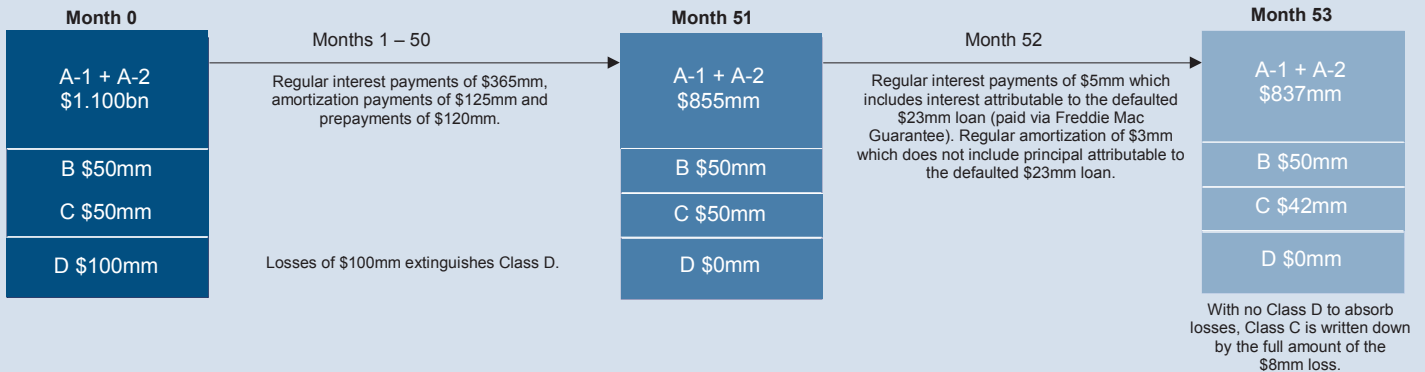 Month 0
A-1 + A-2
$1.100bn
B $50mm
C $50mm
D $100mm
Months 1 – 50
Regular interest payments of $365mm,
amortization payments of $125mm and
prepayments of $120mm.
Losses of $100mm extinguishes Class D.
Month 51
A-1 + A-2
$855mm
B $50mm
C $50mm
D $0mm
Month 52
Regular interest payments of $5mm which
includes interest attributable to the defaulted
$23mm loan (paid via Freddie Mac
Guarantee). Regular amortization of $3mm
which does not include principal attributable to
the defaulted $23mm loan.
Month 53
A-1 + A-2
$837mm
B $50mm
C $42mm
D $0mm
With no Class D to absorb
losses, Class C is written down
by the full amount of the
$8mm loss.